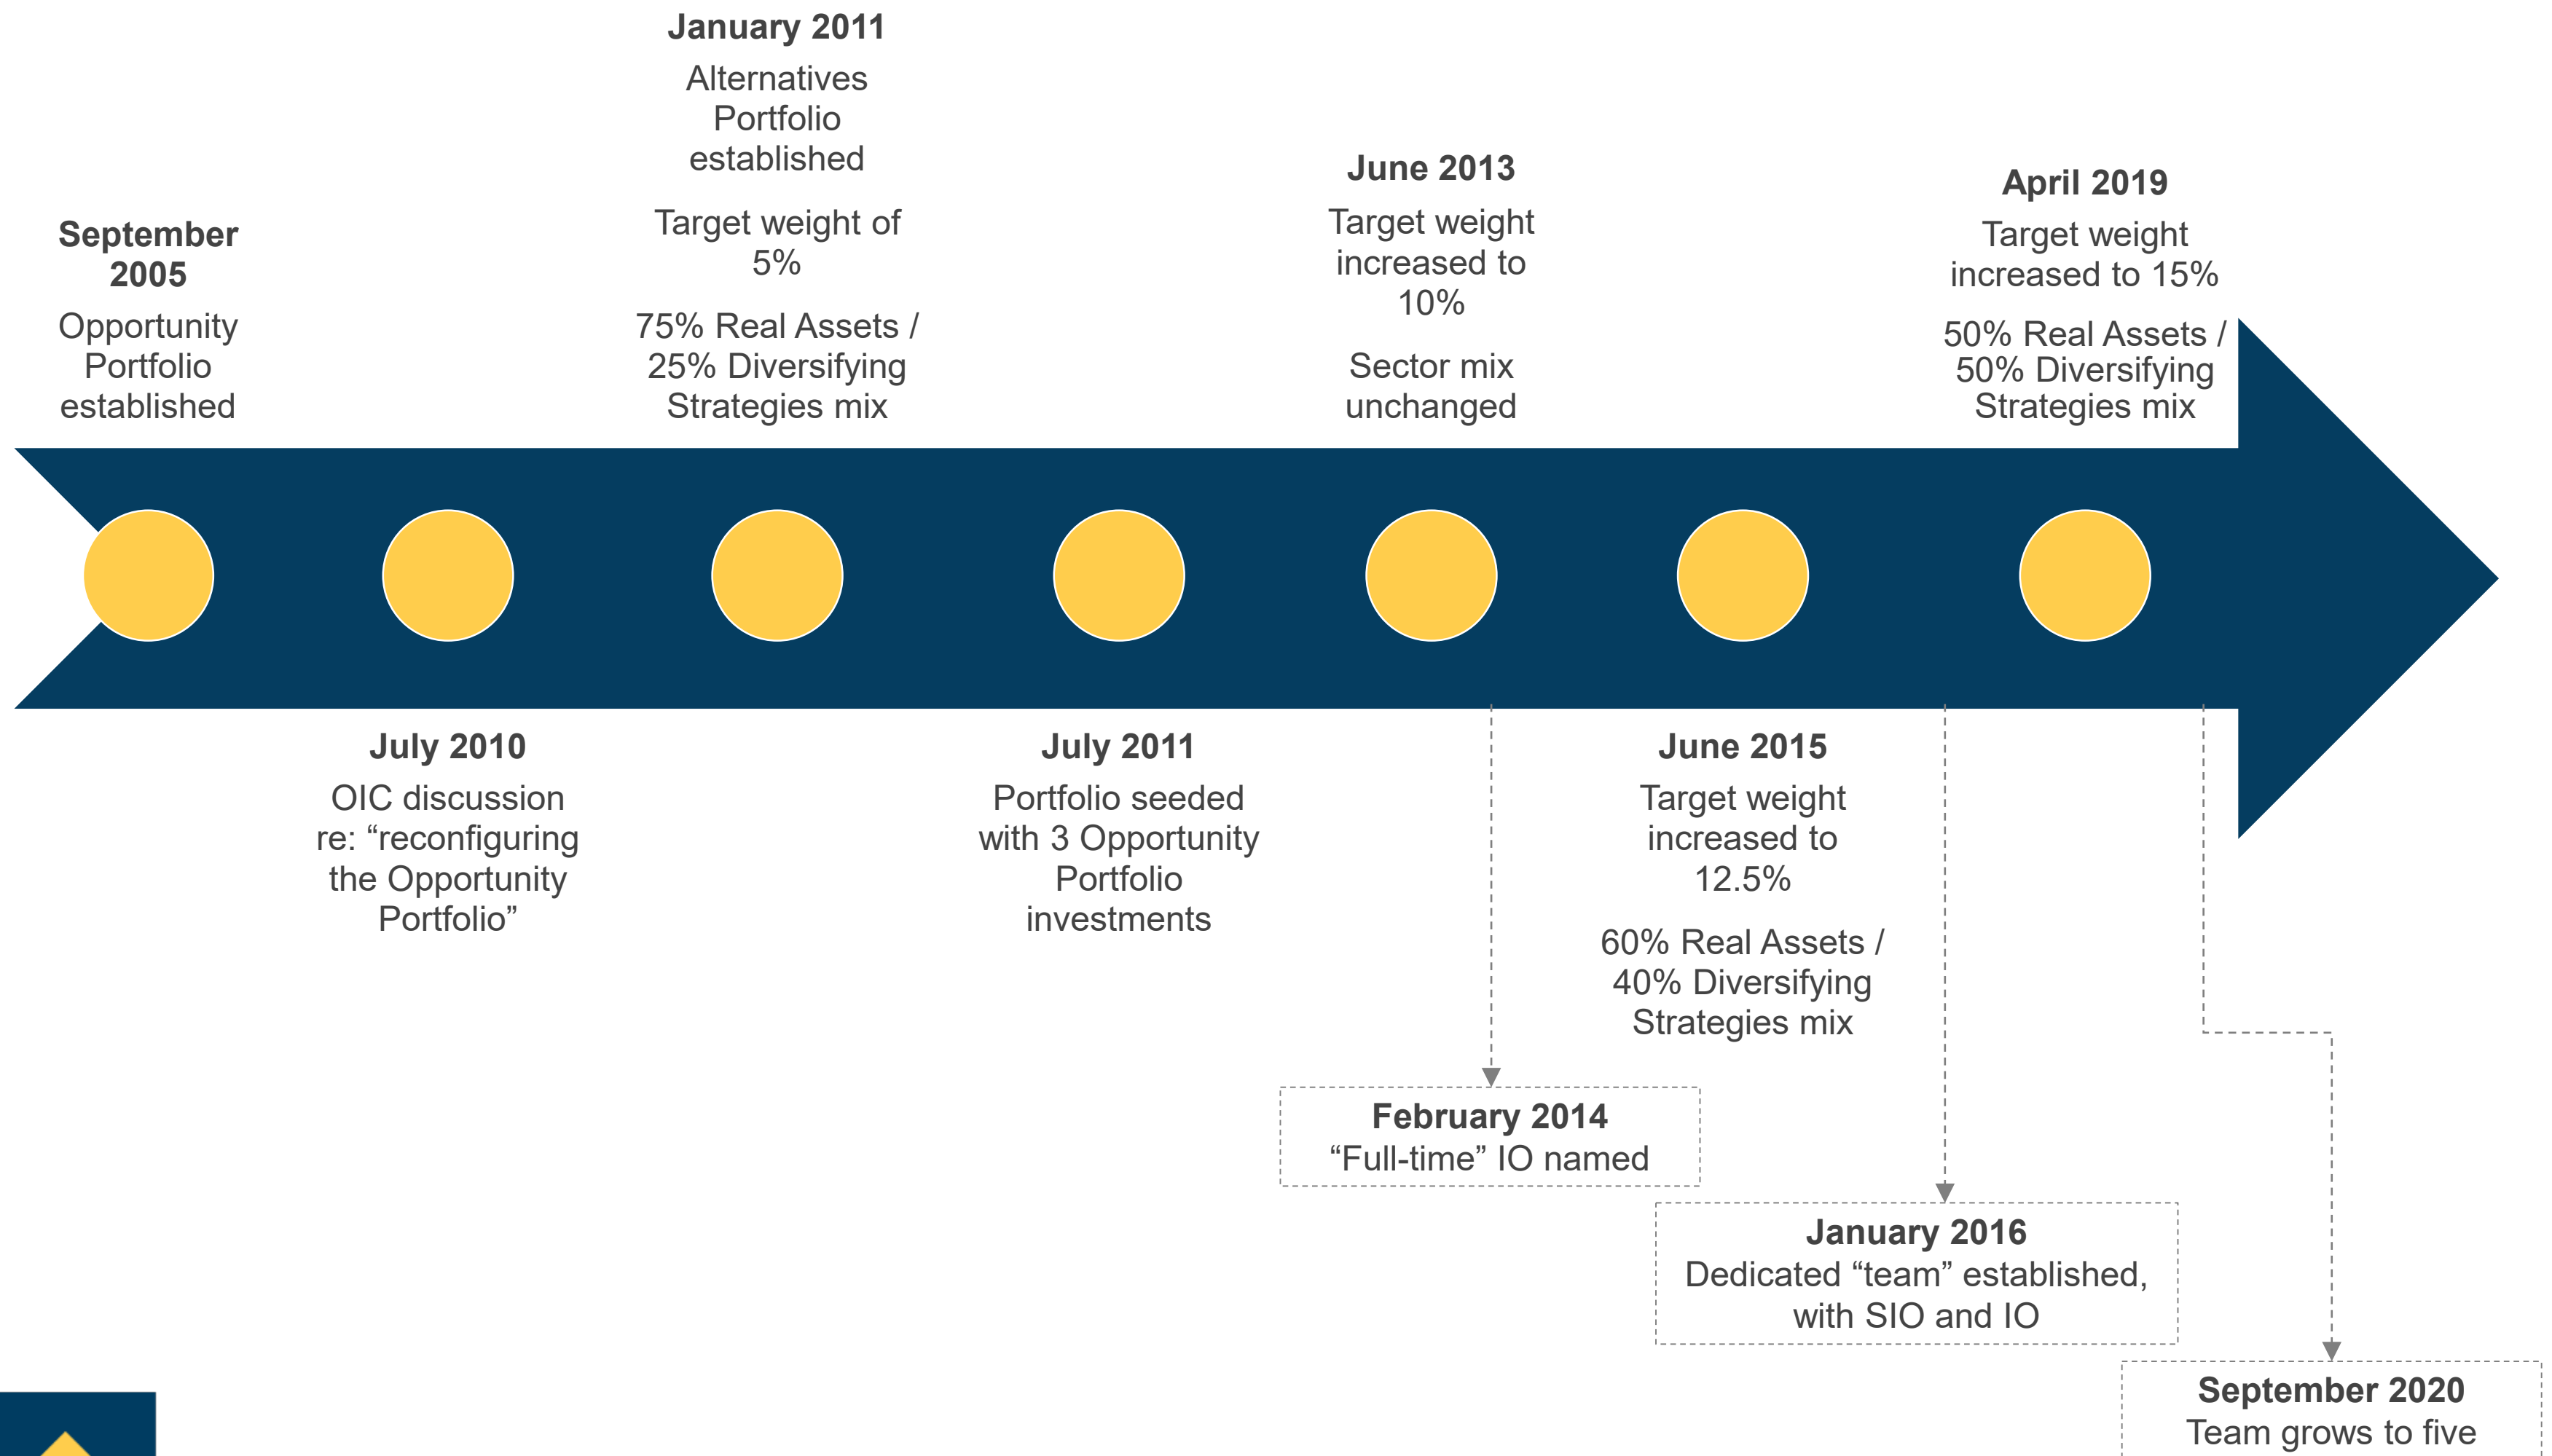 September
2005
Opportunity
Portfolio
established
July 2010
OIC discussion
re: “reconfiguring
the Opportunity
Portfolio”
January 2011
Alternatives
Portfolio
established
Target weight of
5%
75% Real Assets /
25% Diversifying
Strategies mix
July 2011
Portfolio seeded
with 3 Opportunity
Portfolio
investments
June 2013
Target weight
increased to
10%
Sector mix
unchanged
February 2014
“Full-time” IO named
June 2015
Target weight
increased to
12.5%
60% Real Assets /
40% Diversifying
Strategies mix
January 2016
Dedicated “team” established,
with SIO and IO
April 2019
Target weight
increased to 15%
50% Real Assets /
50% Diversifying
Strategies mix
September 2020
Team grows to five